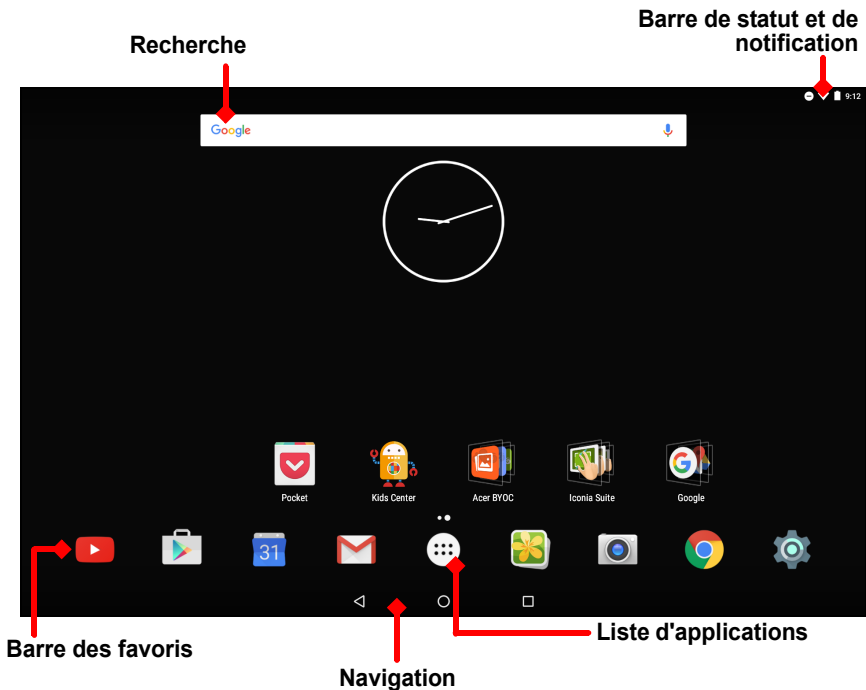 Barre de statut et de
notification
Recherche
9:12
Google
Pocket
Kids Center
Acer BYOC
Iconia Suite
Google
31
Liste d'applications
Barre des favoris
Navigation